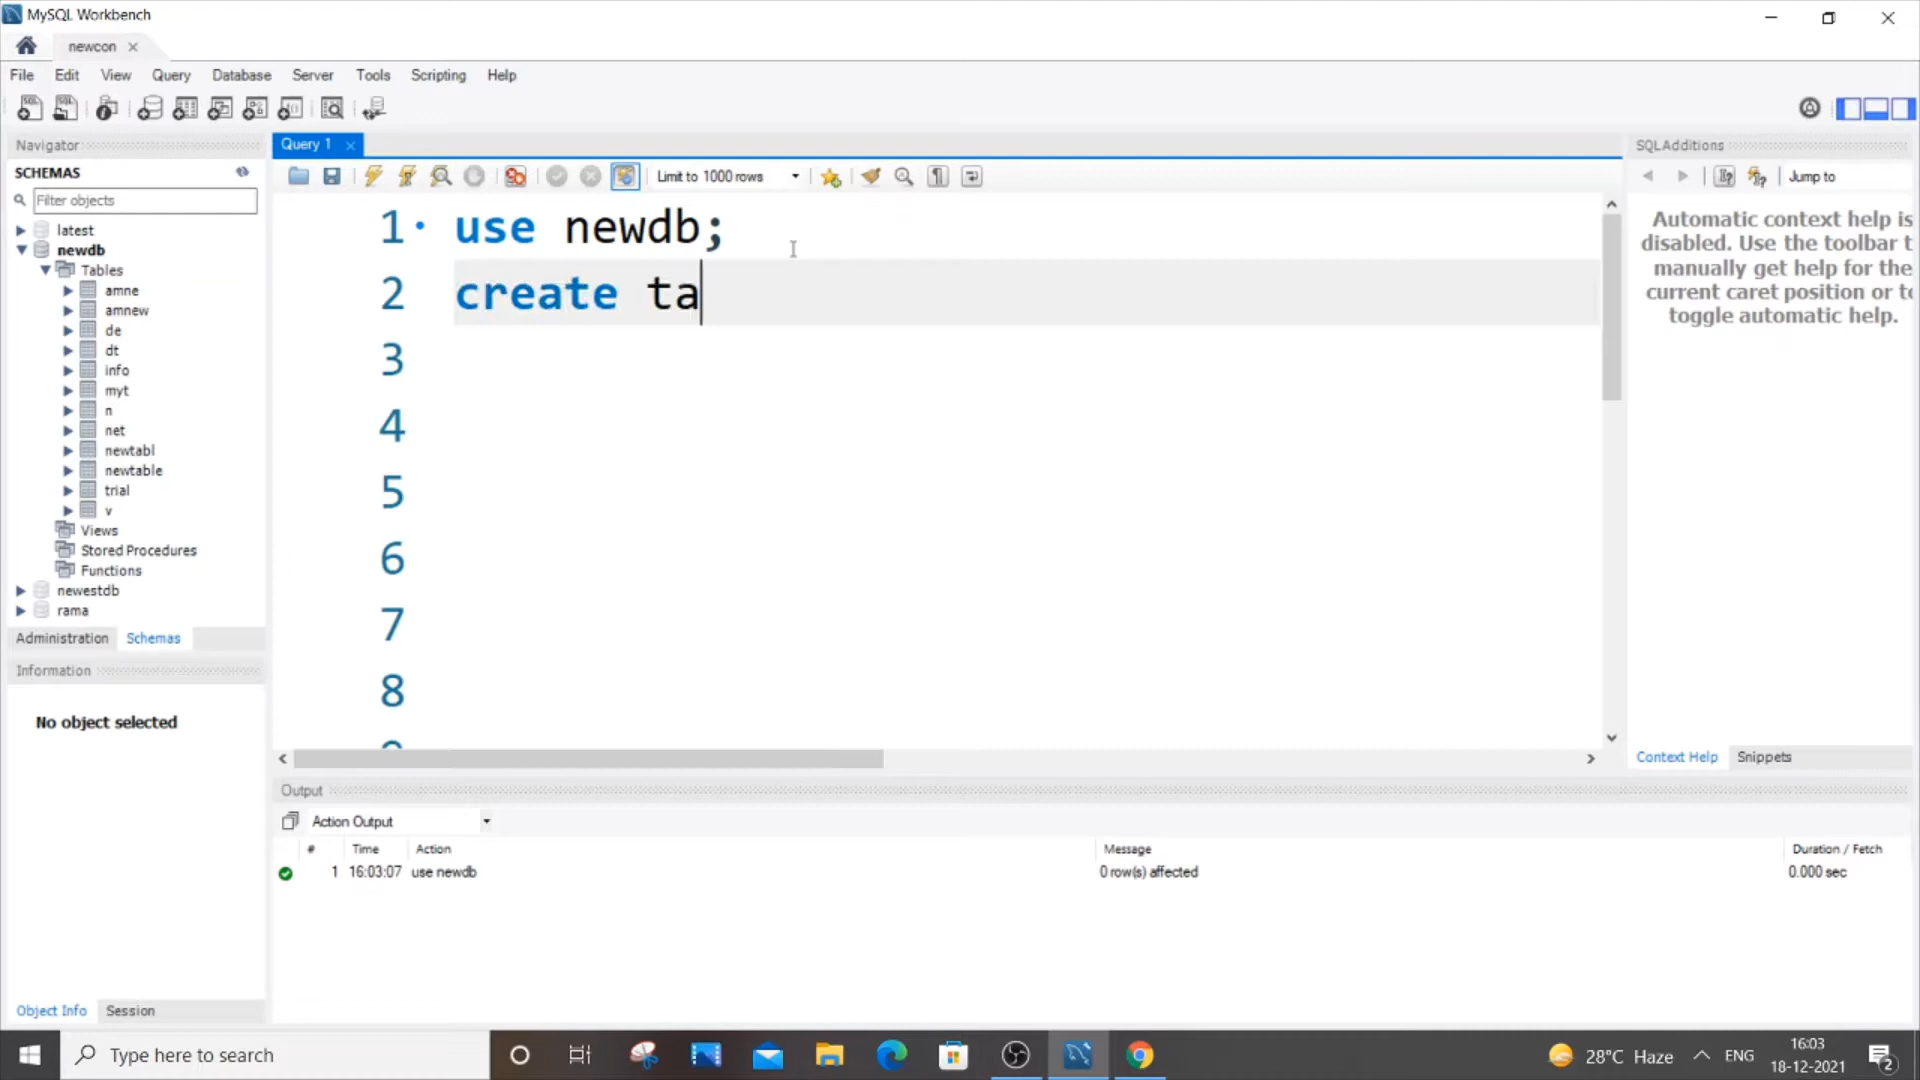 MySQL Workbench
newcon
File Edit View Query Database Server Tools Scripting Help
Navigator
SCHEMAS
Filter objects
latest
newdb
Tables
amne
amnew
de
dt
info
myt
n
net
newtabl
newtable
trial
v
Views
Stored Procedures
Functions
newestdb
rama
Administration Schemas
Information
No object selected
Object Info Session
Query 1
Limit to 1000 rows
1 use newdb;
2 create ta
3
4
5
6
7
8
SQLAdditions
Jump to
Automatic context help is
disabled. Use the toolbar t
manually get help for the
current caret position or to
toggle automatic help.
Context Help Snippets
Output
Action Output
# Time Action Message Duration / Fetch
1 16:03:07 use newdb 0 row(s) affected 0.000 sec
Type here to search
28°C Haze
ENG
16:03
18-12-2021
2